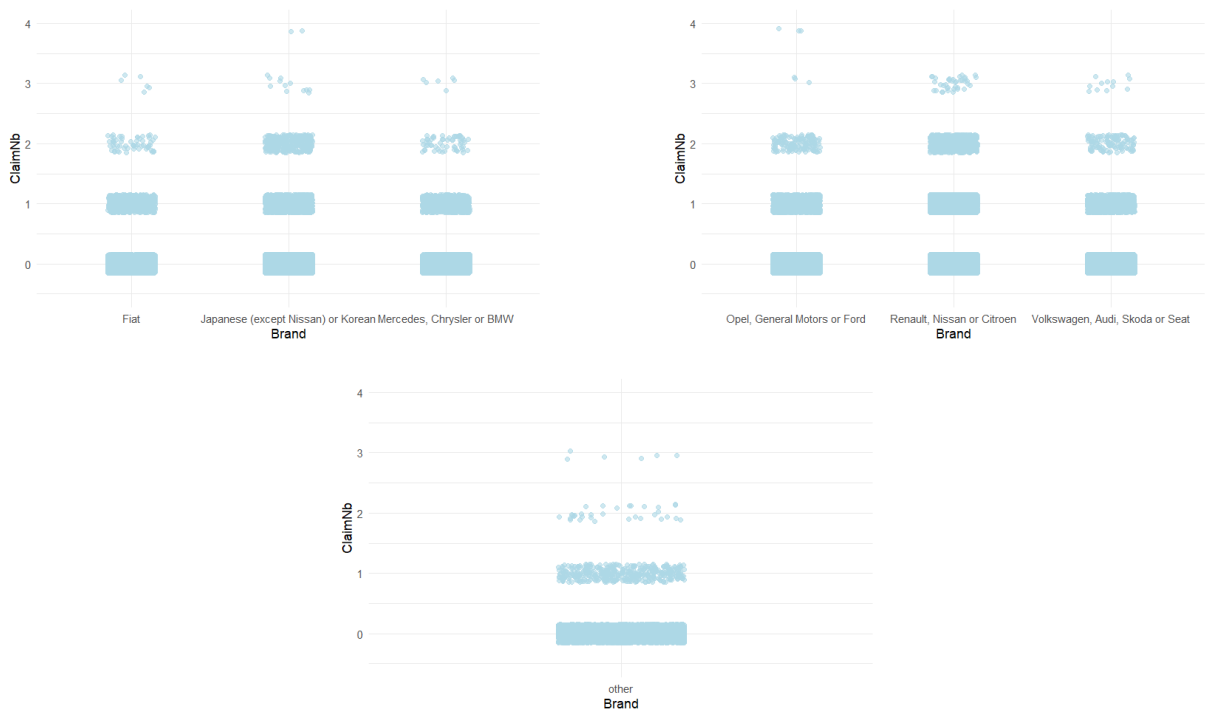 4
3
2
1
0
ClaimNb
Fiat
Japanese (except Nissan) or Korean
Mercedes, Chrysler or BMW
Brand
4
3
2
1
0
ClaimNb
Opel, General Motors or Ford
Renault, Nissan or Citroen
Volkswagen, Audi, Skoda or Seat
Brand
4
3
2
1
0
ClaimNb
other
Brand